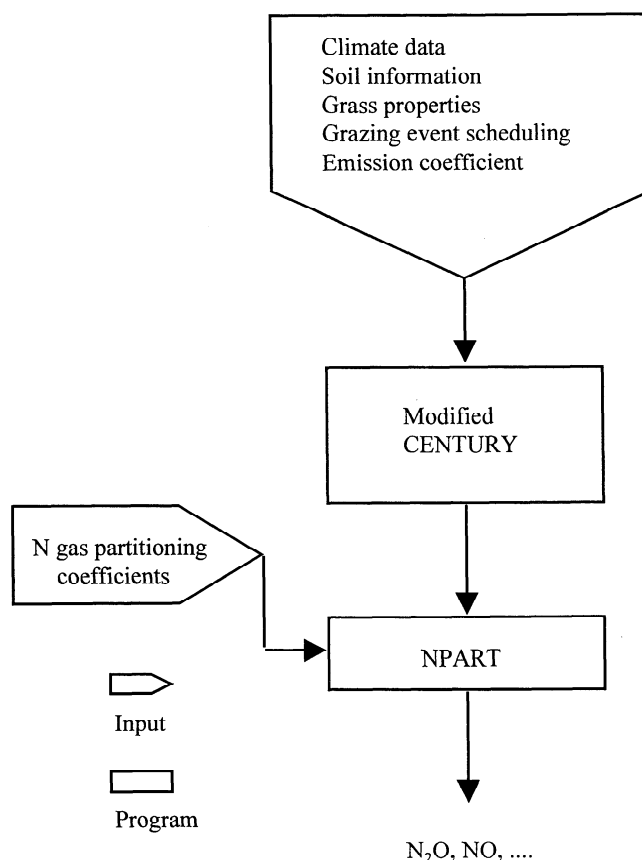 Climate data
Soil information
Grass properties
Grazing event scheduling
Emission coefficient
Modified
CENTURY
N gas partitioning
coefficients
NPART
Input
Program
N₂O, NO, ....